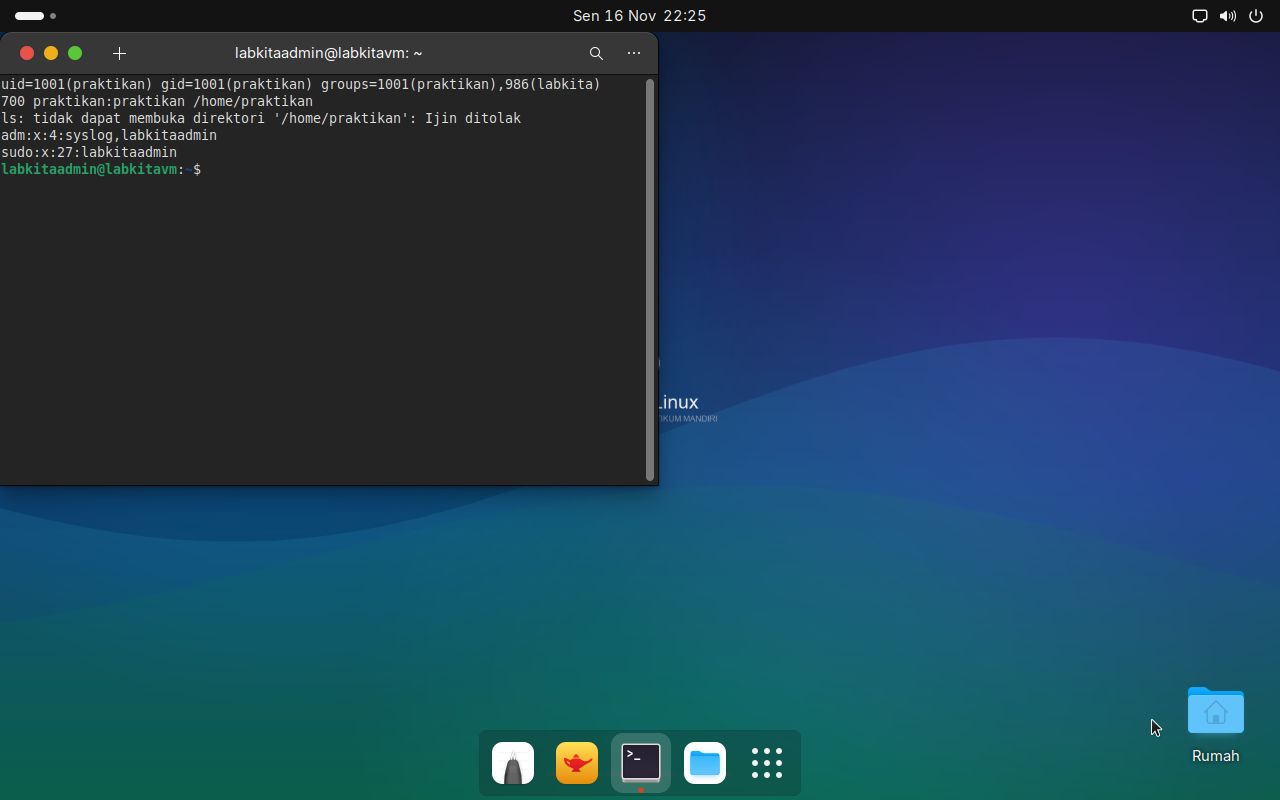 Sen 16 Nov 22:25
labkitaadmin@labkitavm: ~
uid=1001(praktikan) gid=1001(praktikan) groups=1001(praktikan),986(labkita)
700 praktikan:praktikan /home/praktikan
ls: tidak dapat membuka direktori '/home/praktikan': Ijin ditolak
adm:x:4:syslog,labkitaadmin
sudo:x:27:labkitaadmin
labkitaadmin@labkitavm:~$
Linux
IKUM MANDIRI
>_
Rumah